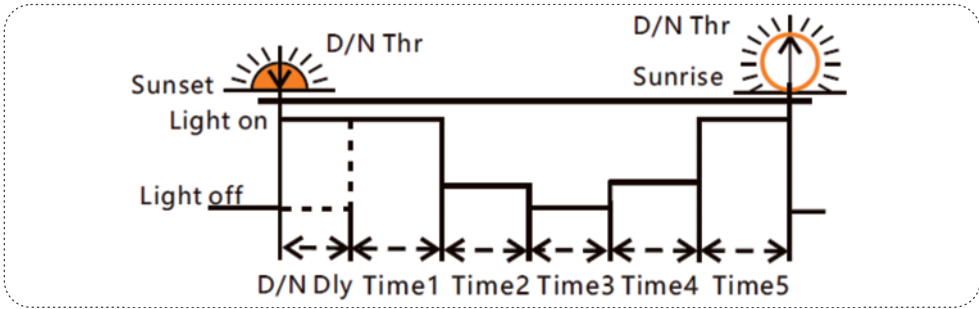 D/N Thr
D/N Thr
Sunset
Sunrise
Light on
Light off
D/N Dly Time1 Time2 Time3 Time4 Time5